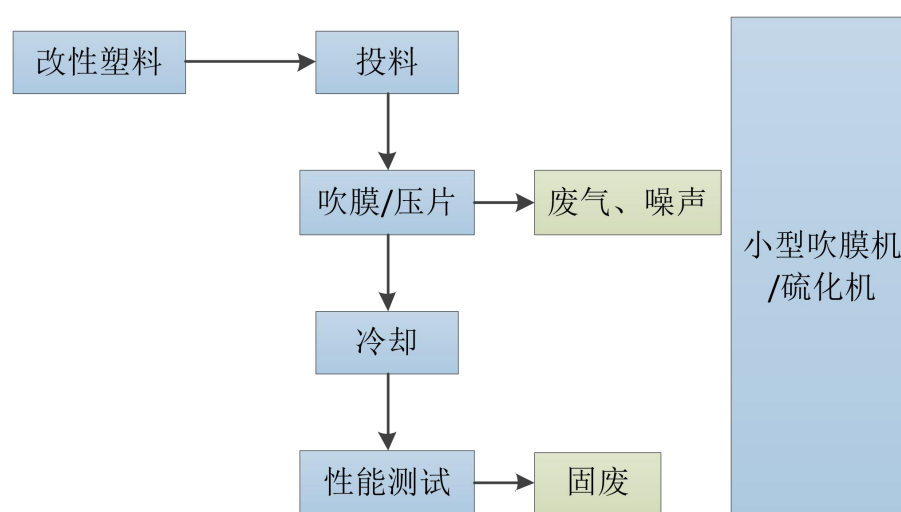 改性塑料
投料
吹膜/压片
废气、噪声
小型吹膜机
/硫化机
冷却
性能测试
固废